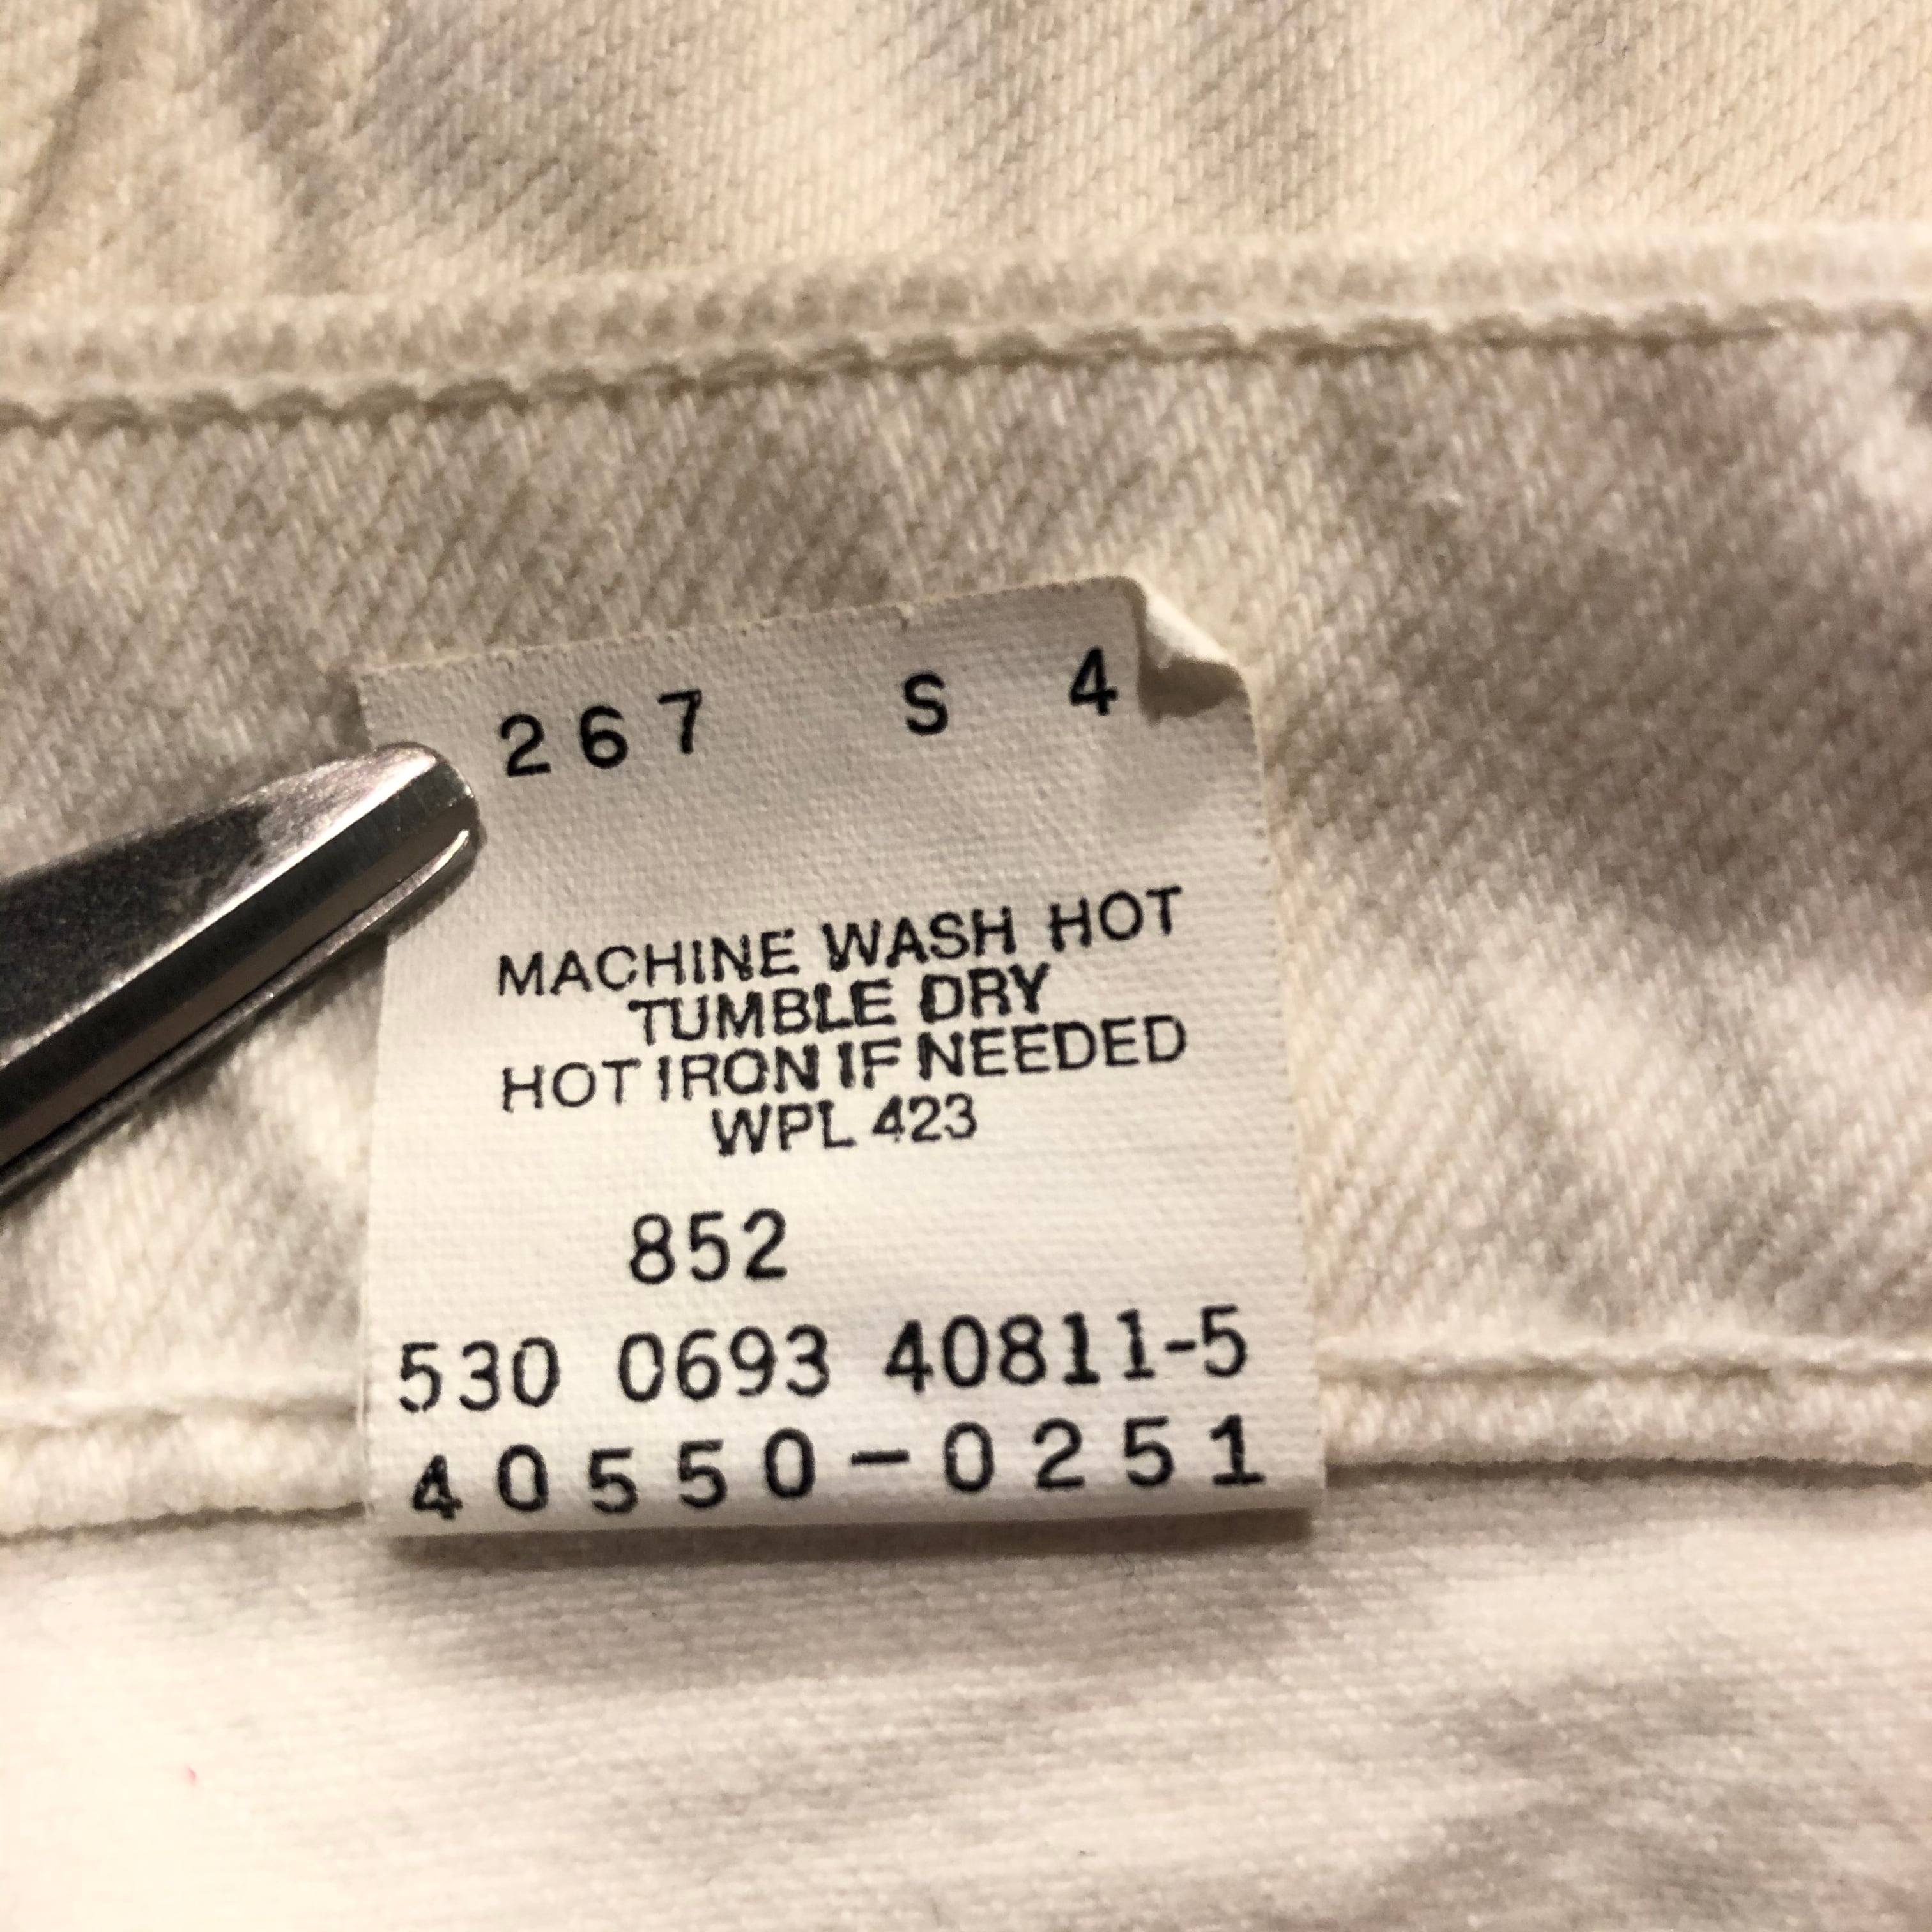 267 S 4
MACHINE WASH HOT
TUMBLE DRY
HOT IRON IF NEEDED
WPL 423
852
530 0693 40811-5
40550-0251